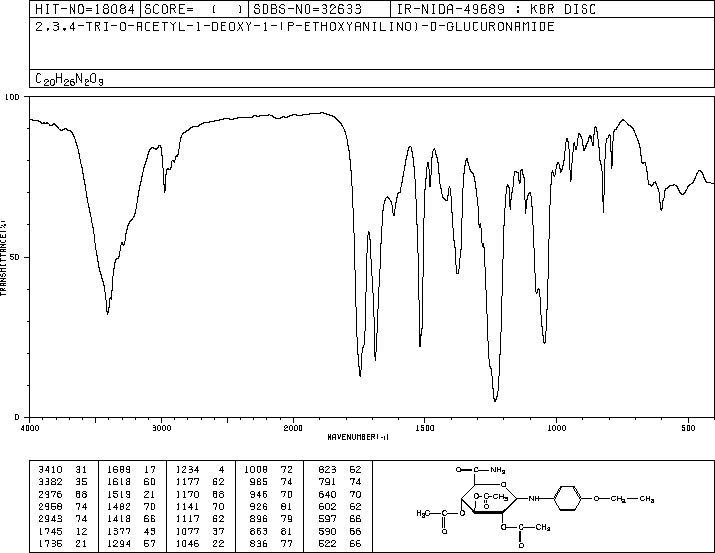 HIT-NO=18084 SCORE= ( ) SDBS-NO=32633 IR-NIDA-49689 : KBR DISC
2,3,4-TRI-O-ACETYL-1-DEOXY-1-(P-ETHOXYANILINO)-D-GLUCURONAMIDE
C20H26N2O9
100
50
0
TRANSMITTANCE(%)
4000 3000 2000 1500 1000 500
WAVENUMBER(-1)
3410 31 1689 17 1234 4 1008 72 823 62
3382 35 1618 60 1177 62 985 74 791 74
2976 68 1519 21 1170 68 946 70 640 70
2958 74 1482 70 1141 70 926 81 602 62
2943 74 1418 66 1117 62 896 79 597 66
1745 12 1377 43 1077 37 863 81 590 66
1735 21 1294 57 1046 22 836 77 522 66
O NH2
O
O O CH3
NH O CH3
H3C O
O
O CH3
O